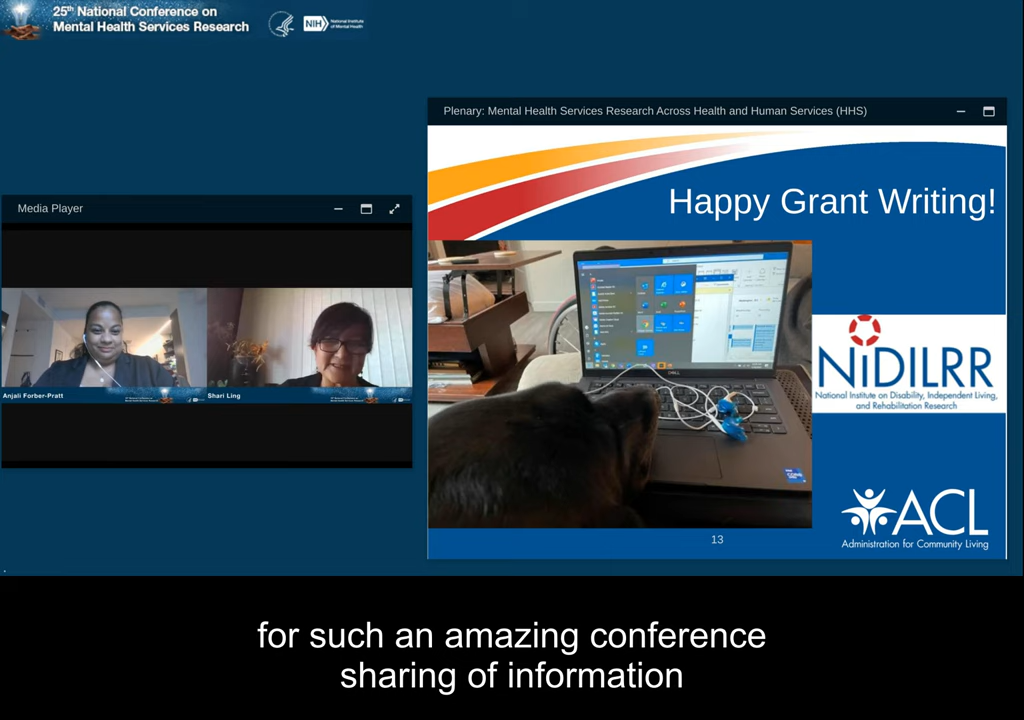 25th National Conference on
Mental Health Services Research
NIH
National Institute
of Mental Health
Plenary: Mental Health Services Research Across Health and Human Services (HHS)
Media Player
Happy Grant Writing!
Anjali Forber-Pratt
Shari Ling
DELL
NiDILRR
National Institute on Disability, Independent Living,
and Rehabilitation Research
ACL
Administration for Community Living
13
for such an amazing conference
sharing of information